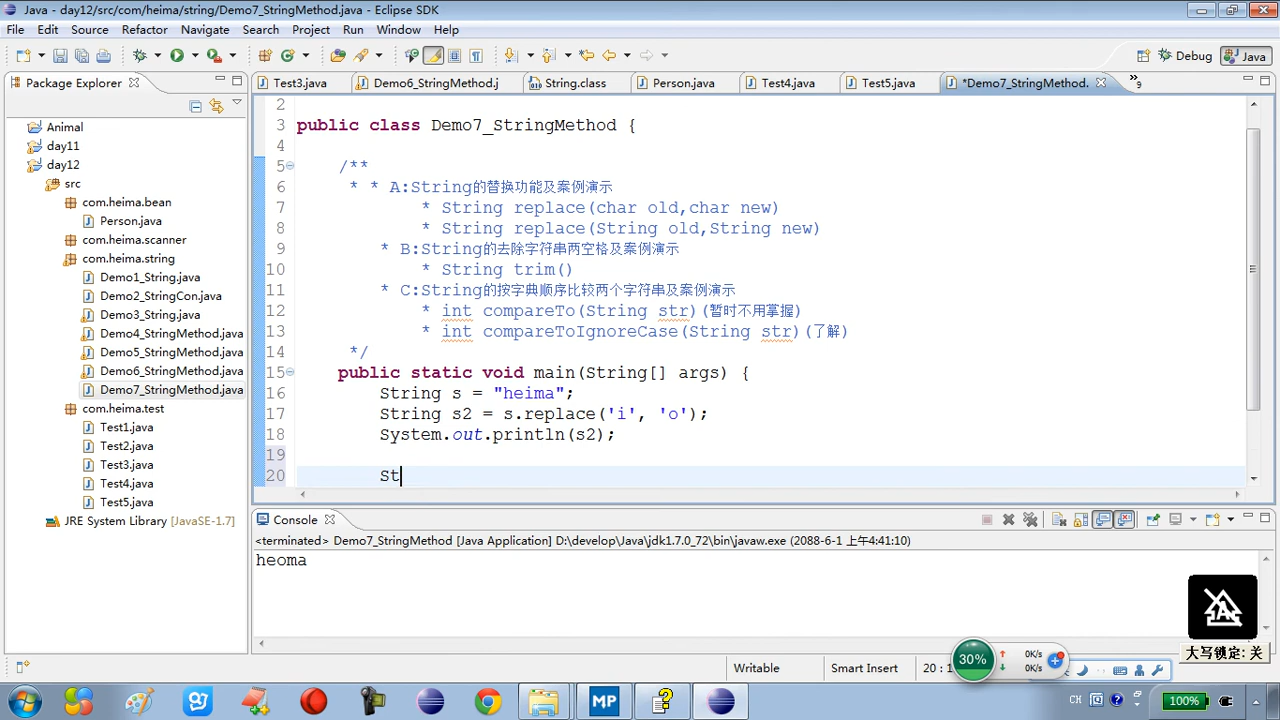 Java - day12/src/com/heima/string/Demo7_StringMethod.java - Eclipse SDK
File Edit Source Refactor Navigate Search Project Run Window Help
Debug Java
Package Explorer
Test3.java Demo6_StringMethod.j String.class Person.java Test4.java Test5.java *Demo7_StringMethod. »9
Animal
day11
day12
src
com.heima.bean
Person.java
com.heima.scanner
com.heima.string
Demo1_String.java
Demo2_StringCon.java
Demo3_String.java
Demo4_StringMethod.java
Demo5_StringMethod.java
Demo6_StringMethod.java
Demo7_StringMethod.java
com.heima.test
Test1.java
Test2.java
Test3.java
Test4.java
Test5.java
JRE System Library [JavaSE-1.7]
2
3 public class Demo7_StringMethod {
4
5 /**
6 * * A:String的替换功能及案例演示
7 * String replace(char old,char new)
8 * String replace(String old,String new)
9 * B:String的去除字符串两空格及案例演示
10 * String trim()
11 * C:String的按字典顺序比较两个字符串及案例演示
12 * int compareTo(String str)(暂时不用掌握)
13 * int compareToIgnoreCase(String str)(了解)
14 */
15 public static void main(String[] args) {
16 String s = "heima";
17 String s2 = s.replace('i', 'o');
18 System.out.println(s2);
19
20 St
Console
<terminated> Demo7_StringMethod [Java Application] D:\develop\Java\jdk1.7.0_72\bin\javaw.exe (2088-6-1 上午4:41:10)
heoma
A
大写锁定: 关
Writable Smart Insert 20 : 1
30% 0K/s
0K/s
MP CH 100%